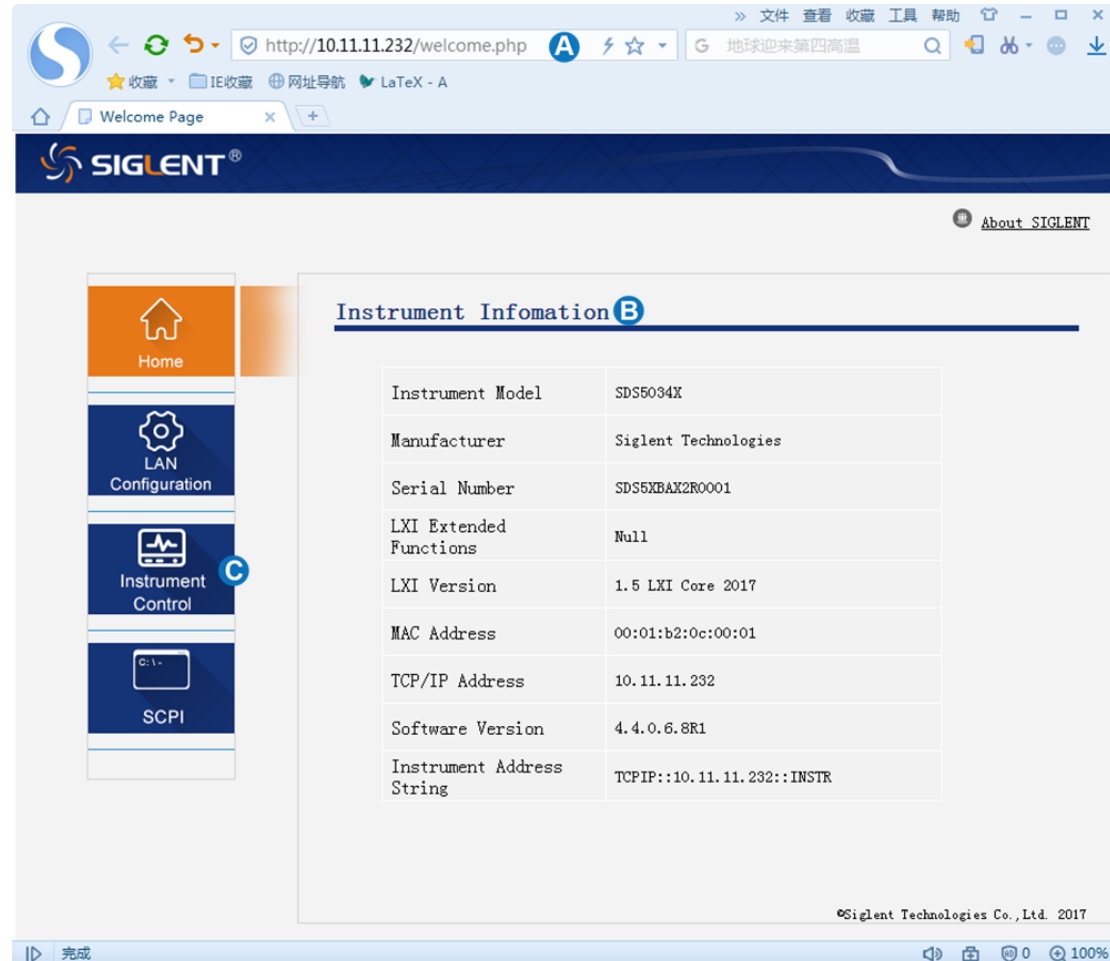 » 文件 查看 收藏 工具 帮助
http://10.11.11.232/welcome.php A G 地球迎来第四高温
收藏 IE收藏 网址导航 LaTeX - A
Welcome Page × +
SIGLENT®
About SIGLENT
Home
LAN
Configuration
Instrument
Control
C
C:\-
SCPI
Instrument Infomation B
Instrument Model SDS5034X
Manufacturer Siglent Technologies
Serial Number SDS5XBAX2R0001
LXI Extended
Functions Null
LXI Version 1.5 LXI Core 2017
MAC Address 00:01:b2:0c:00:01
TCP/IP Address 10.11.11.232
Software Version 4.4.0.6.8R1
Instrument Address
String TCPIP::10.11.11.232::INSTR
©Siglent Technologies Co.,Ltd. 2017
完成 0 100%